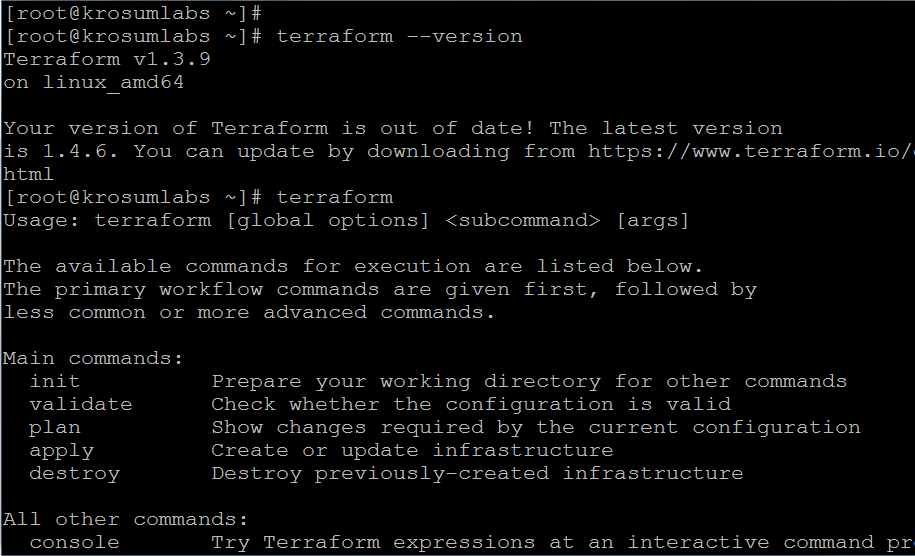 [root@krosumlabs ~]#
[root@krosumlabs ~]# terraform --version
Terraform v1.3.9
on linux_amd64
Your version of Terraform is out of date! The latest version
is 1.4.6. You can update by downloading from https://www.terraform.io/
html
[root@krosumlabs ~]# terraform
Usage: terraform [global options] <subcommand> [args]
The available commands for execution are listed below.
The primary workflow commands are given first, followed by
less common or more advanced commands.
Main commands:
  init          Prepare your working directory for other commands
  validate      Check whether the configuration is valid
  plan          Show changes required by the current configuration
  apply         Create or update infrastructure
  destroy       Destroy previously-created infrastructure
All other commands:
  console       Try Terraform expressions at an interactive command pr